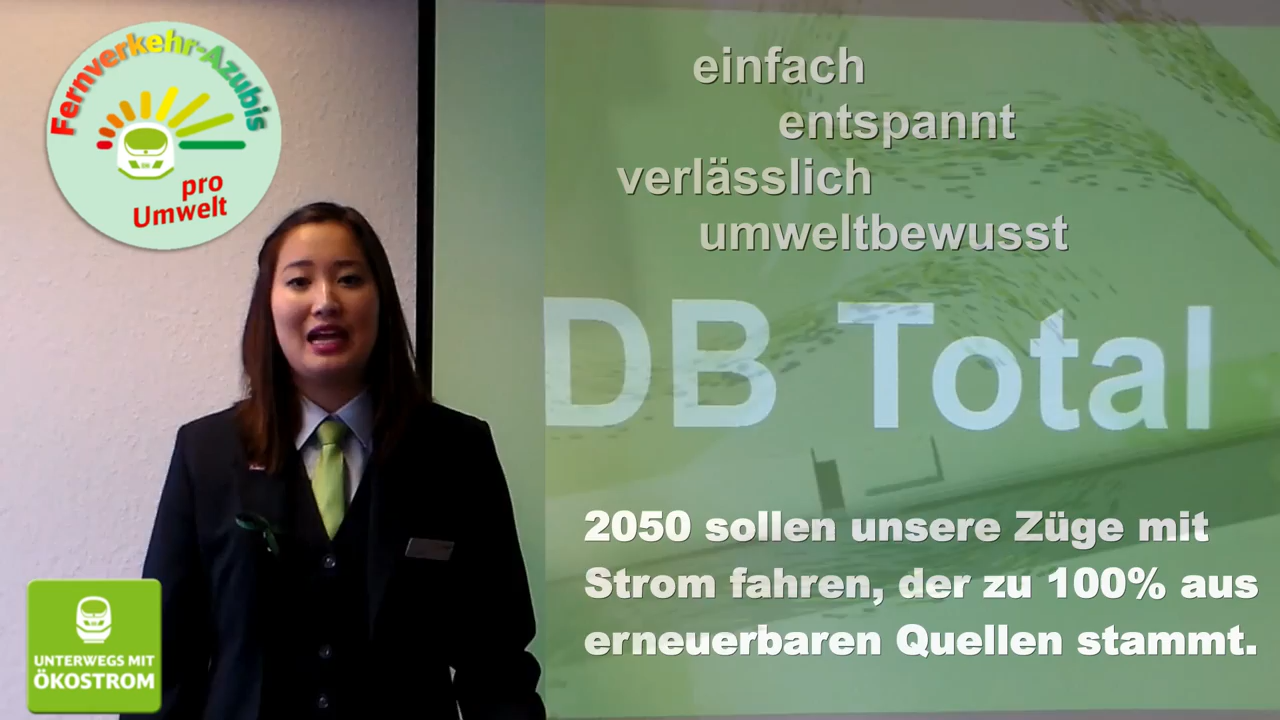 Fernverkehr-Azubis
pro
Umwelt
einfach
entspannt
verlässlich
umweltbewusst
DB Total
2050 sollen unsere Züge mit
Strom fahren, der zu 100% aus
erneuerbaren Quellen stammt.
UNTERWEGS MIT
ÖKOSTROM